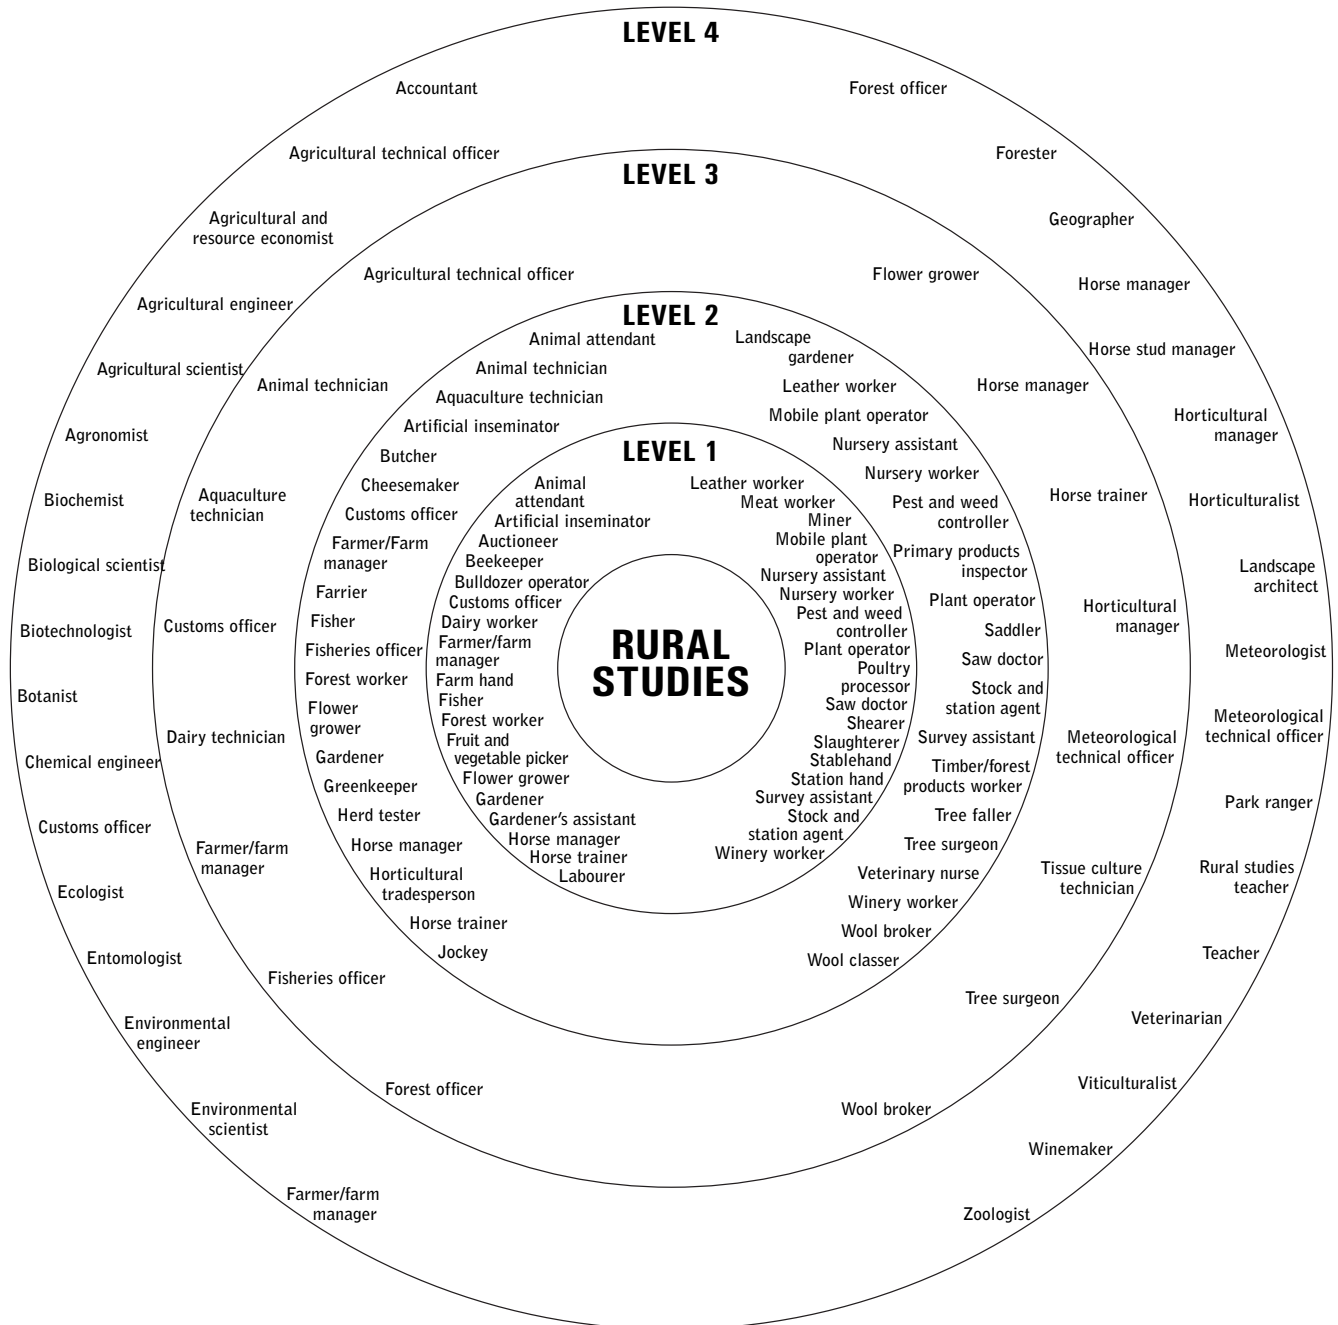 LEVEL 4
Accountant
Agricultural technical officer
Agricultural and
resource economist
Agricultural engineer
Agricultural scientist
Agronomist
Biochemist
Biological scientist
Biotechnologist
Botanist
Chemical engineer
Customs officer
Ecologist
Entomologist
Environmental
engineer
Environmental
scientist
Farmer/farm
manager
Forest officer
Forester
Geographer
Horse manager
Horse stud manager
Horticultural
manager
Horticulturalist
Landscape
architect
Meteorologist
Meteorological
technical officer
Park ranger
Rural studies
teacher
Teacher
Veterinarian
Viticulturalist
Winemaker
Zoologist
LEVEL 3
Agricultural technical officer
Animal technician
Aquaculture
technician
Customs officer
Dairy technician
Farmer/farm
manager
Fisheries officer
Forest officer
Flower grower
Horse manager
Horse trainer
Horticultural
manager
Meteorological
technical officer
Tissue culture
technician
Tree surgeon
Wool broker
LEVEL 2
Animal attendant
Animal technician
Aquaculture technician
Artificial inseminator
Butcher
Cheesemaker
Customs officer
Farmer/Farm
manager
Farrier
Fisher
Fisheries officer
Forest worker
Flower
grower
Gardener
Greenkeeper
Herd tester
Horse manager
Horticultural
tradesperson
Horse trainer
Jockey
Landscape
gardener
Leather worker
Mobile plant operator
Nursery assistant
Nursery worker
Pest and weed
controller
Primary products
inspector
Plant operator
Saddler
Saw doctor
Stock and
station agent
Survey assistant
Timber/forest
products worker
Tree faller
Tree surgeon
Veterinary nurse
Winery worker
Wool broker
Wool classer
LEVEL 1
Animal
attendant
Artificial inseminator
Auctioneer
Beekeeper
Bulldozer operator
Customs officer
Dairy worker
Farmer/farm
manager
Farm hand
Fisher
Forest worker
Fruit and
vegetable picker
Flower grower
Gardener
Gardener's assistant
Horse manager
Horse trainer
Labourer
Leather worker
Meat worker
Miner
Mobile plant
operator
Nursery assistant
Nursery worker
Pest and weed
controller
Plant operator
Poultry
processor
Saw doctor
Shearer
Slaughterer
Stablehand
Station hand
Survey assistant
Stock and
station agent
Winery worker
RURAL
STUDIES